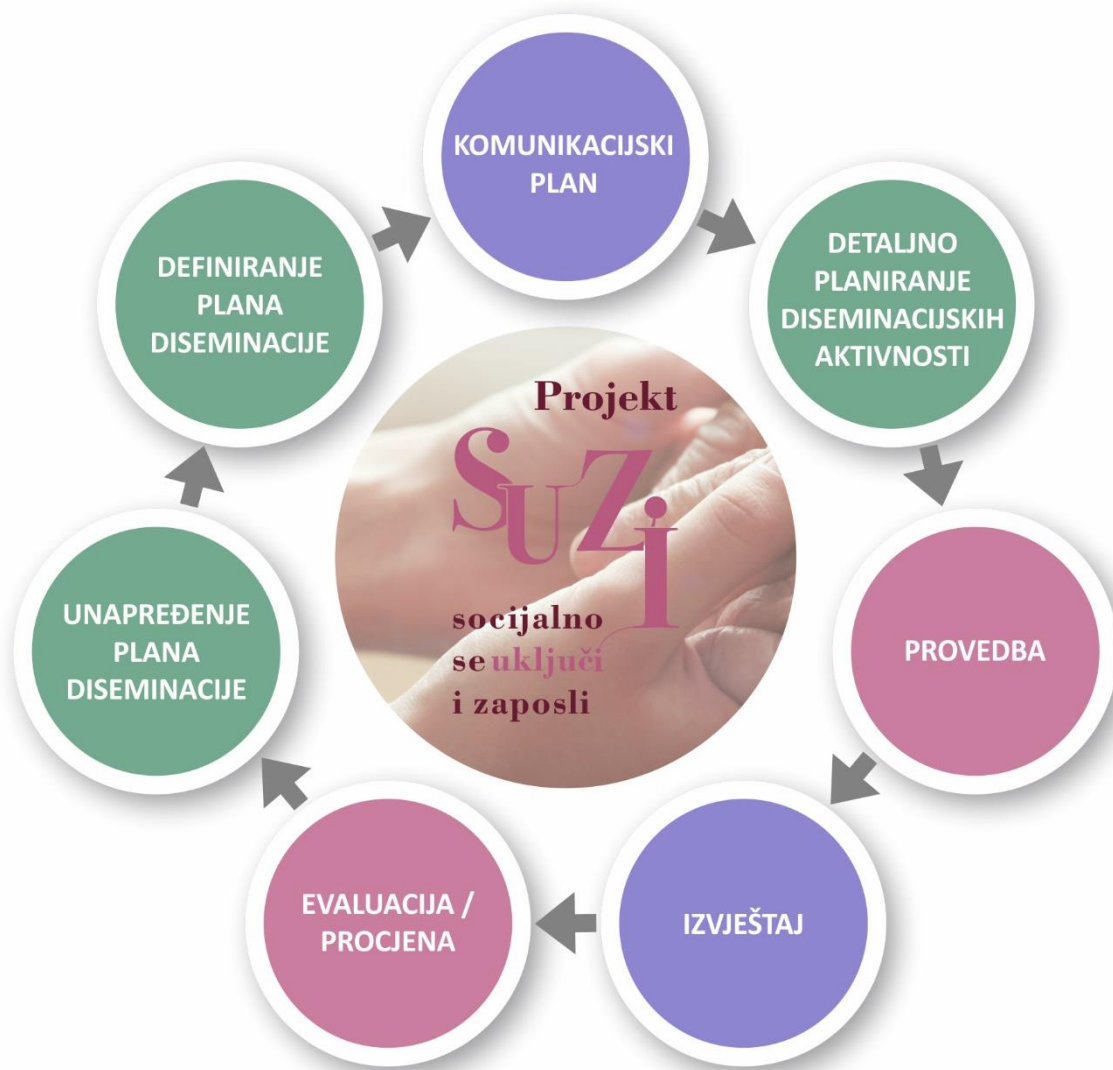 KOMUNIKACIJSKI
PLAN
DETALJNO
PLANIRANJE
DISEMINACIJSKIH
AKTIVNOSTI
PROVEDBA
IZVJEŠTAJ
EVALUACIJA /
PROCJENA
UNAPREĐENJE
PLANA
DISEMINACIJE
DEFINIRANJE
PLANA
DISEMINACIJE
Projekt
SUZI
socijalno
se uključi
i zaposli